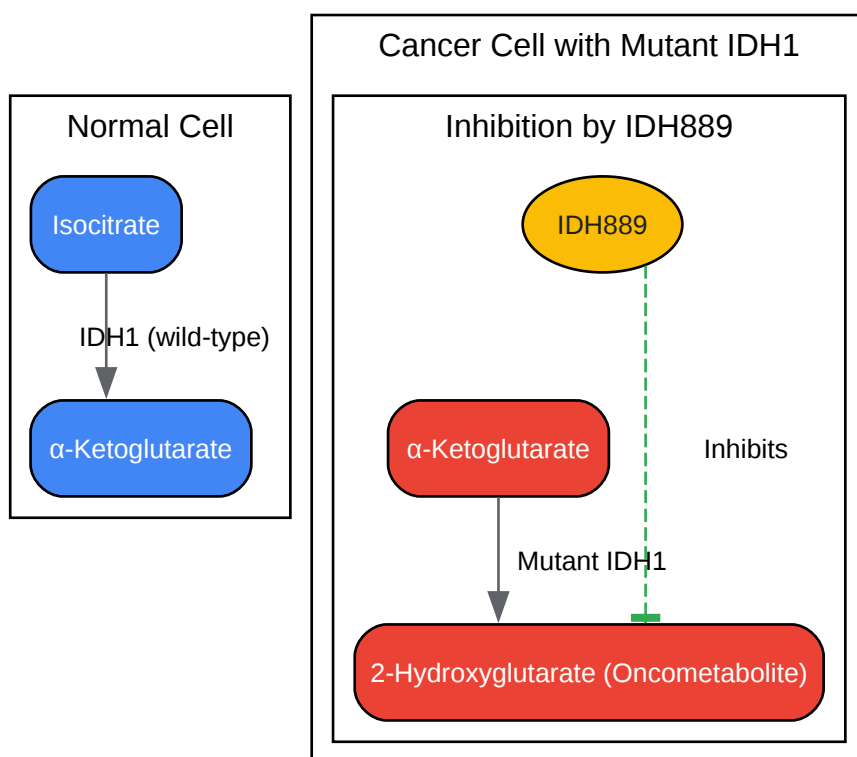 Cancer Cell with Mutant IDH1
Normal Cell
Isocitrate
IDH1 (wild-type)
α-Ketoglutarate
Inhibition by IDH889
IDH889
α-Ketoglutarate
Inhibits
Mutant IDH1
2-Hydroxyglutarate (Oncometabolite)